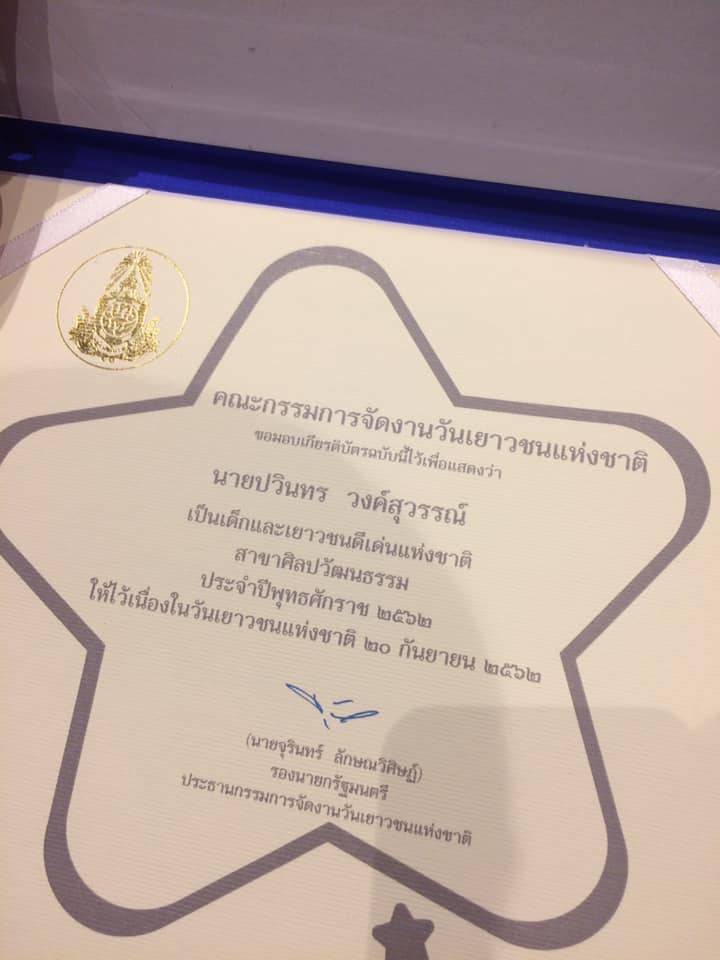 คณะกรรมการจัดงานวันเยาวชนแห่งชาติ
ขอมอบเกียรติบัตรฉบับนี้ไว้เพื่อแสดงว่า
นายปวินทร วงค์สุวรรณ์
เป็นเด็กและเยาวชนดีเด่นแห่งชาติ
สาขาศิลปวัฒนธรรม
ประจำปีพุทธศักราช ๒๕๖๒
ให้ไว้เนื่องในวันเยาวชนแห่งชาติ ๒๐ กันยายน ๒๕๖๒
(นายจุรินทร์ ลักษณวิศิษฏ์)
รองนายกรัฐมนตรี
ประธานกรรมการจัดงานวันเยาวชนแห่งชาติ